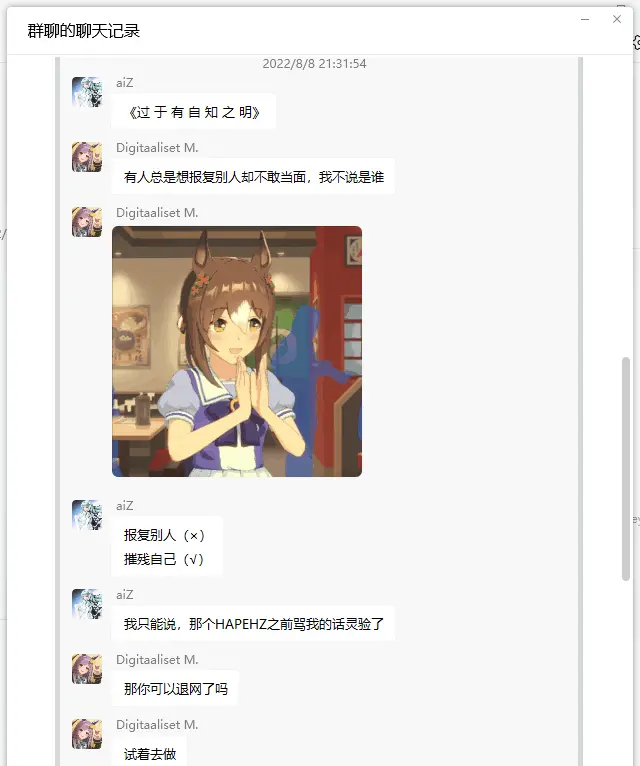 群聊的聊天记录
2022/8/8 21:31:54
aiZ
《过 于 有 自 知 之 明》
Digitaaliset M.
有人总是想报复别人却不敢当面，我不说是谁
Digitaaliset M.
aiZ
报复别人（×）
摧残自己（√）
aiZ
我只能说，那个HAPEHZ之前骂我的话灵验了
Digitaaliset M.
那你可以退网了吗
Digitaaliset M.
试着去做